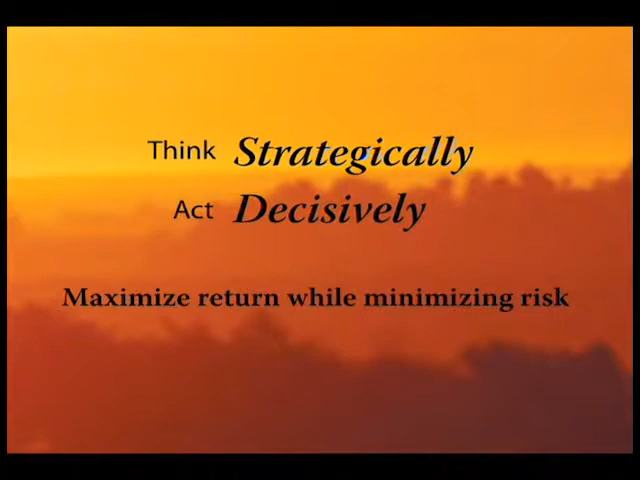 Think Strategically
Act Decisively
Maximize return while minimizing risk